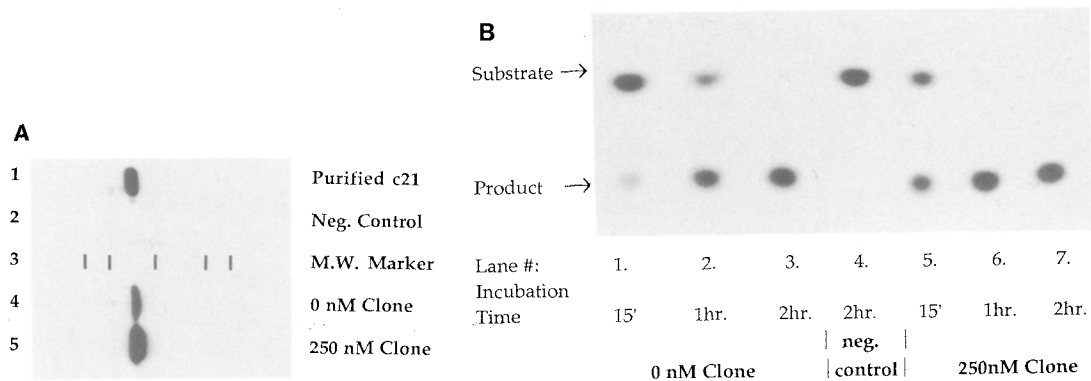 A
1 Purified c21
2 Neg. Control
3 M.W. Marker
4 0 nM Clone
5 250 nM Clone
B
Substrate →
Product →
Lane #: 1. 2. 3. 4. 5. 6. 7.
Incubation
Time 15' 1hr. 2hr. 2hr. 15' 1hr. 2hr.
neg.
0 nM Clone control 250nM Clone